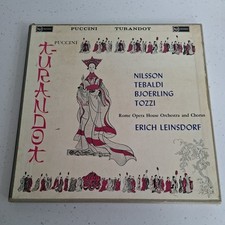 PUCCINI TURANDOT
PUCCINI
TURANDOT
NILSSON
TEBALDI
BJOERLING
TOZZI
Rome Opera House Orchestra and Chorus
ERICH LEINSDORF